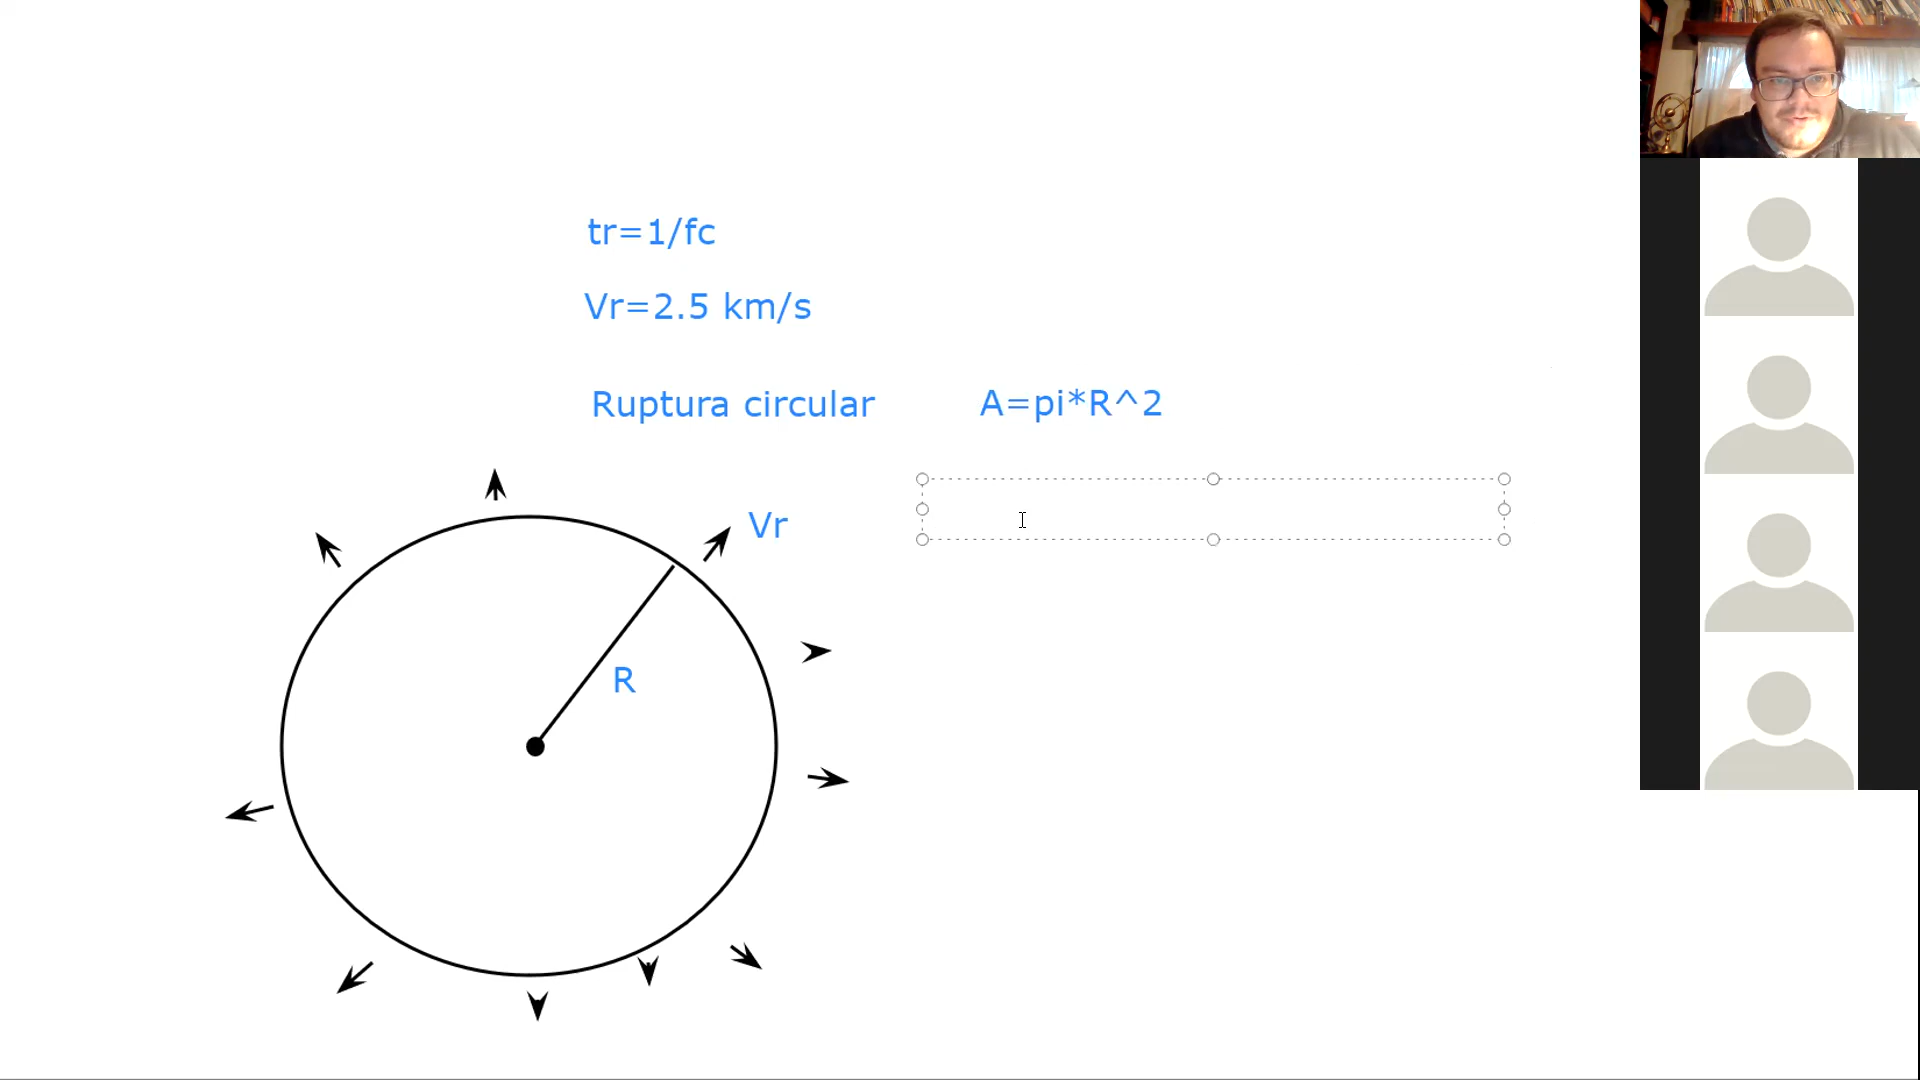 tr=1/fc
Vr=2.5 km/s
Ruptura circular
A=pi*R^2
Vr
R